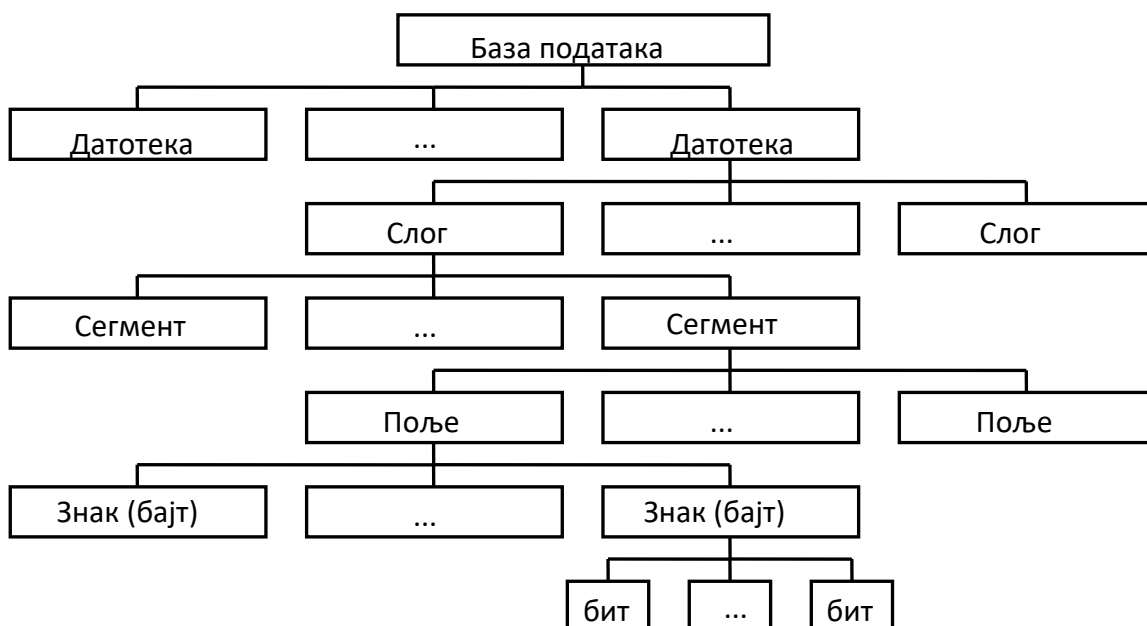 База података
Датотека ... Датотека
Слог ... Слог
Сегмент ... Сегмент
Поље ... Поље
Знак (бајт) ... Знак (бајт)
бит ... бит